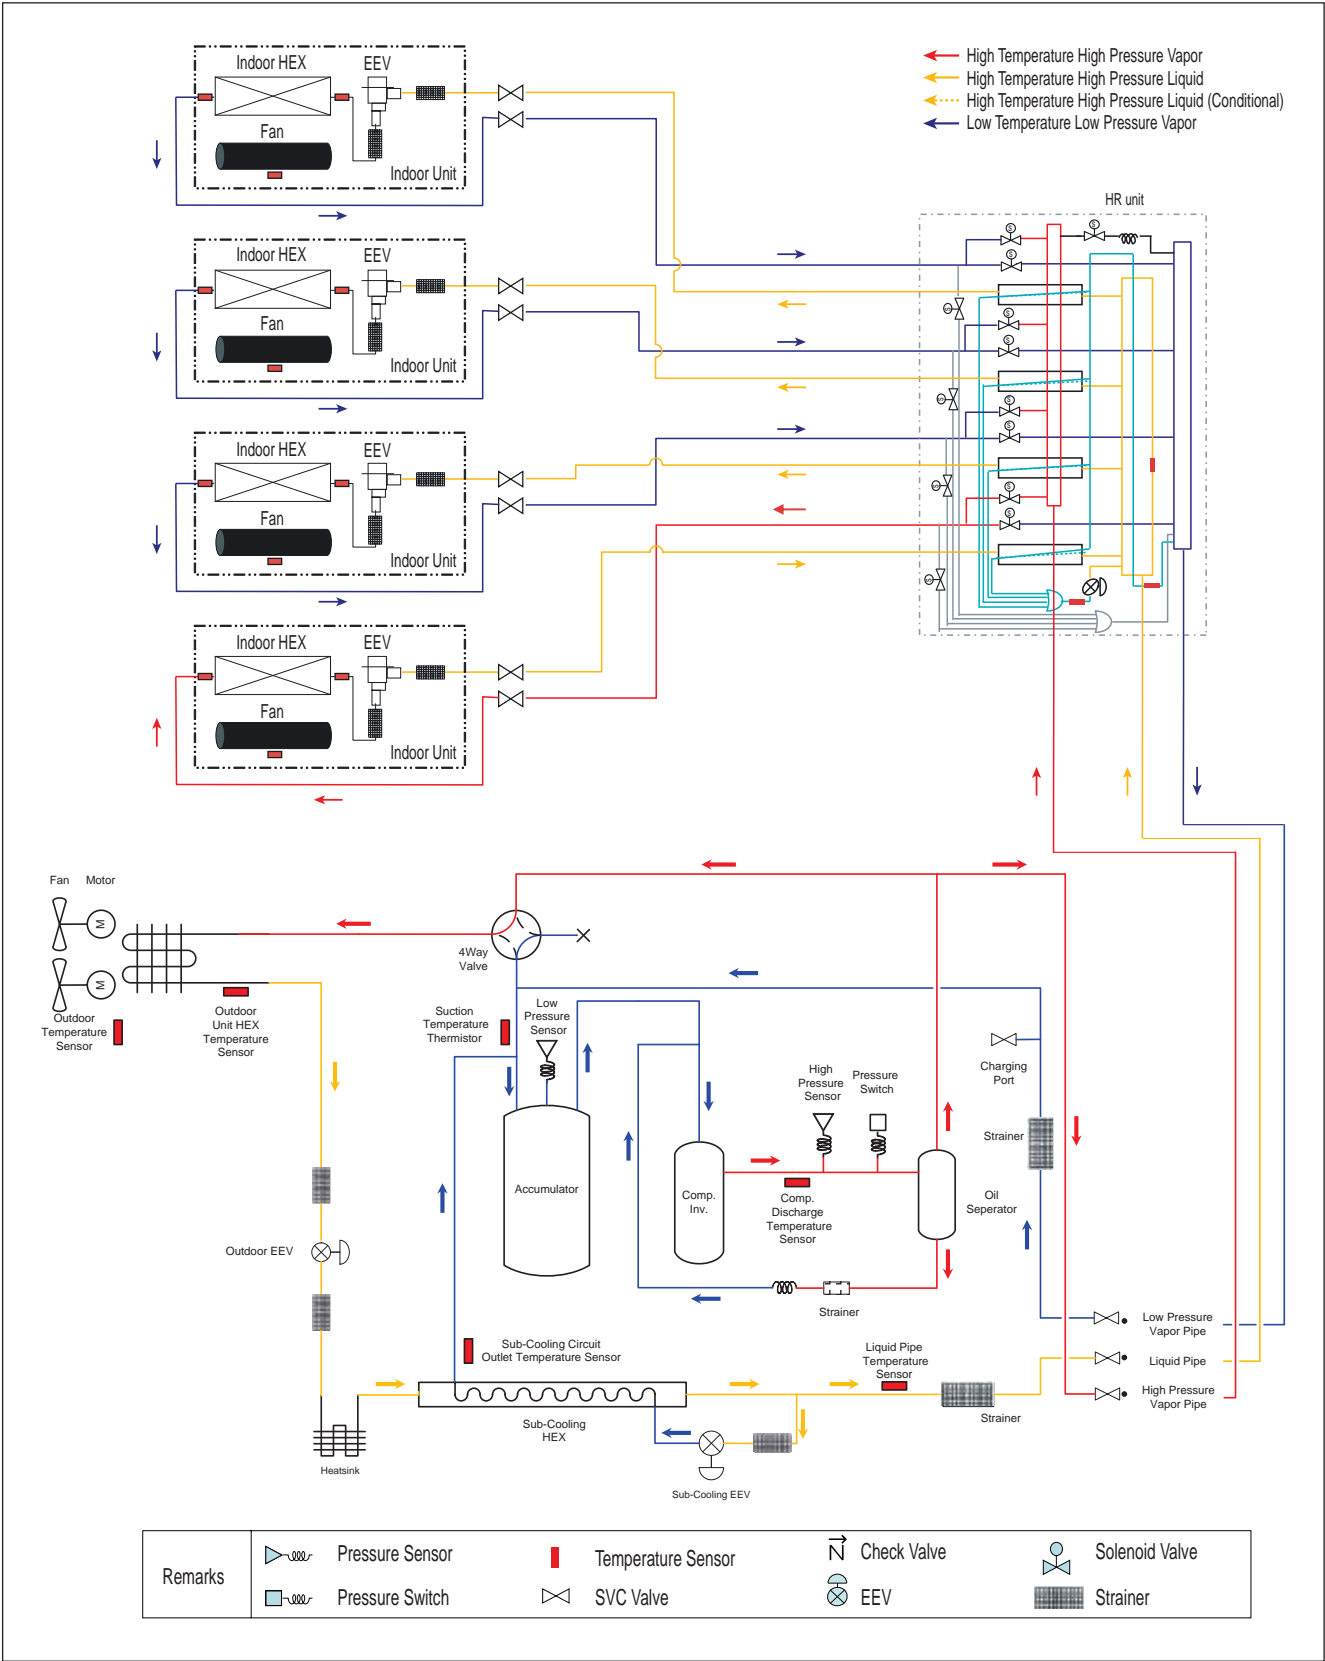 High Temperature High Pressure Vapor
High Temperature High Pressure Liquid
High Temperature High Pressure Liquid (Conditional)
Low Temperature Low Pressure Vapor
Indoor HEX
EEV
Fan
Indoor Unit
HR unit
S
S
S
S
S
S
S
S
S
S
S
S
S
Indoor HEX
EEV
Fan
Indoor Unit
Indoor HEX
EEV
Fan
Indoor Unit
Indoor HEX
EEV
Fan
Indoor Unit
Fan
Motor
M
M
4Way
Valve
Outdoor
Temperature
Sensor
Outdoor
Unit HEX
Temperature
Sensor
Suction
Temperature
Thermistor
Low
Pressure
Sensor
High
Pressure
Sensor
Pressure
Switch
Charging
Port
Strainer
Accumulator
Comp.
Inv.
Comp.
Discharge
Temperature
Sensor
Oil
Seperator
Outdoor EEV
Strainer
Low Pressure
Vapor Pipe
Liquid Pipe
High Pressure
Vapor Pipe
Sub-Cooling Circuit
Outlet Temperature Sensor
Liquid Pipe
Temperature
Sensor
Strainer
Sub-Cooling
HEX
Heatsink
Sub-Cooling EEV
Remarks
Pressure Sensor
Temperature Sensor
N
Check Valve
Solenoid Valve
Pressure Switch
SVC Valve
EEV
Strainer